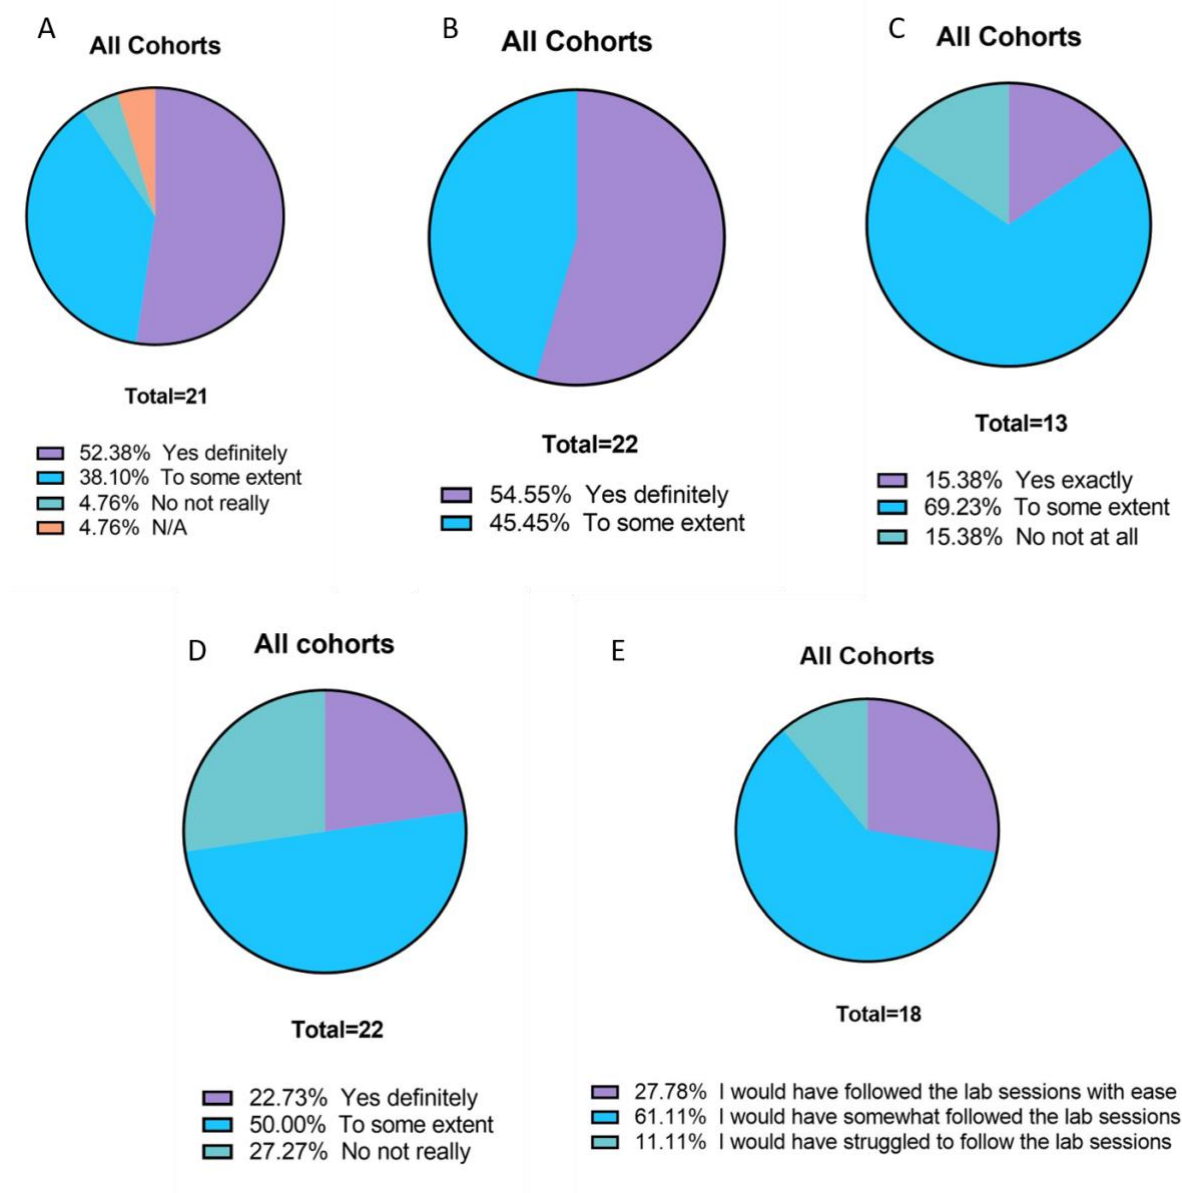 A
All Cohorts
Total=21
52.38% Yes definitely
38.10% To some extent
4.76% No not really
4.76% N/A
B
All Cohorts
Total=22
54.55% Yes definitely
45.45% To some extent
C
All Cohorts
Total=13
15.38% Yes exactly
69.23% To some extent
15.38% No not at all
D
All cohorts
Total=22
22.73% Yes definitely
50.00% To some extent
27.27% No not really
E
All Cohorts
Total=18
27.78% I would have followed the lab sessions with ease
61.11% I would have somewhat followed the lab sessions
11.11% I would have struggled to follow the lab sessions